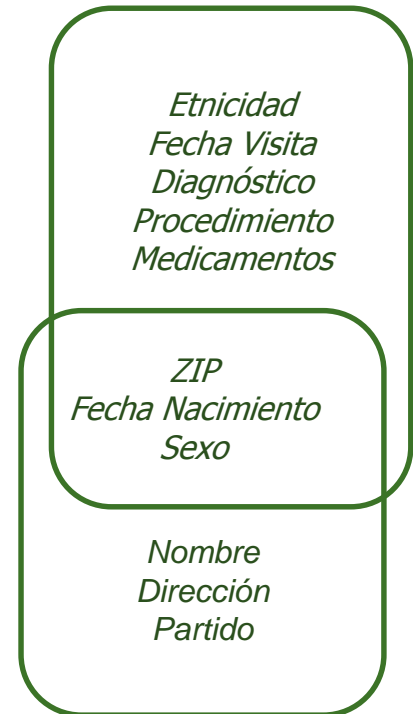 Etnicidad
Fecha Visita
Diagnóstico
Procedimiento
Medicamentos
ZIP
Fecha Nacimiento
Sexo
Nombre
Dirección
Partido